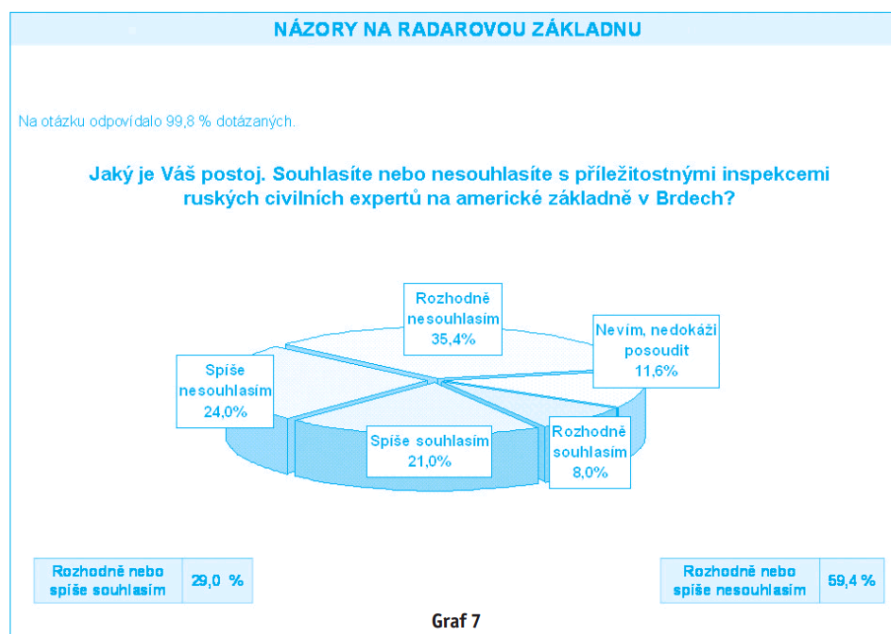 NÁZORY NA RADAROVOU ZÁKLADNU
Na otázku odpovídalo 99,8 % dotázaných.
Jaký je Váš postoj. Souhlasíte nebo nesouhlasíte s příležitostnými inspekcemi
ruských civilních expertů na americké základně v Brdech?
Rozhodně
nesouhlasím
35,4%
Nevím, nedokáži
posoudit
11,6%
Spíše
nesouhlasím
24,0%
Spíše souhlasím
21,0%
Rozhodně
souhlasím
8,0%
Rozhodně nebo
spíše souhlasím
29,0 %
Rozhodně nebo
spíše nesouhlasím
59,4 %
Graf 7